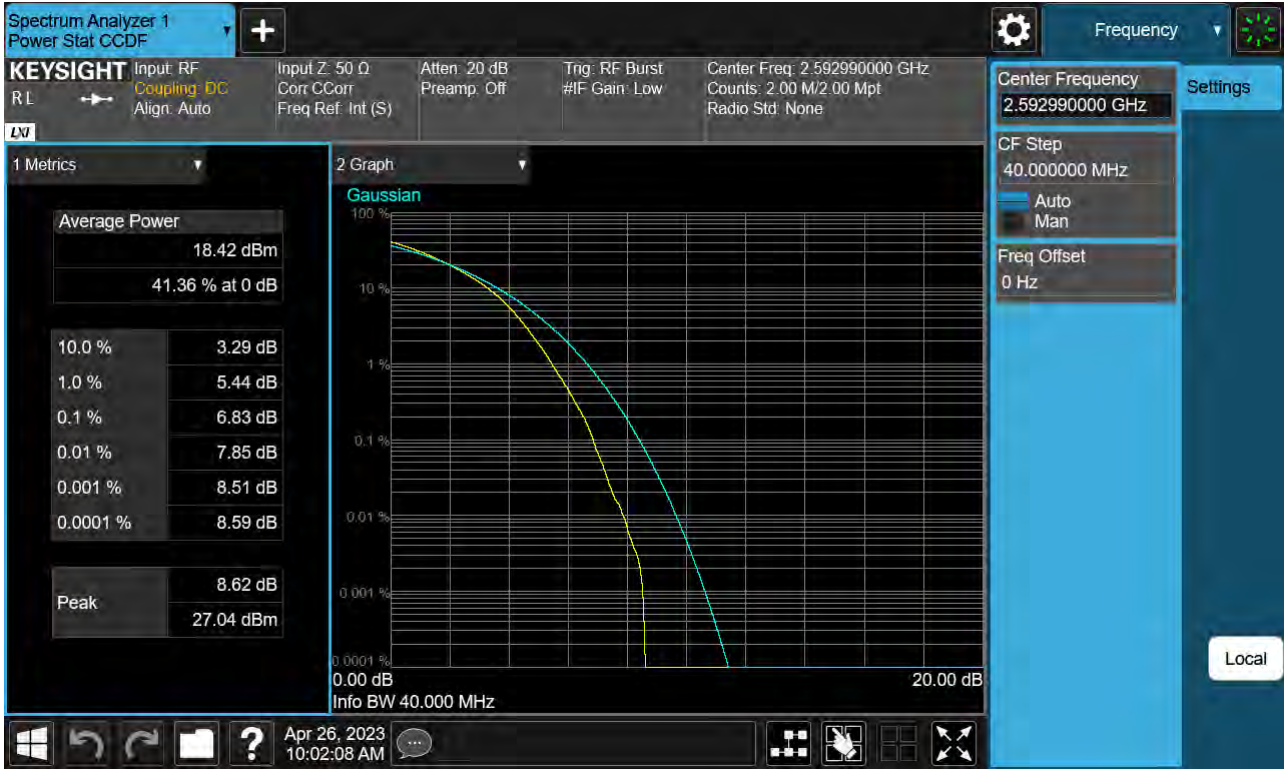 Spectrum Analyzer 1
Power Stat CCDF
Frequency
KEYSIGHT
R L
LXI
Input: RF
Coupling: DC
Align: Auto
Input Z: 50 Ω
Corr CCorr
Freq Ref: Int (S)
Atten: 20 dB
Preamp: Off
Trig: RF Burst
#IF Gain: Low
Center Freq: 2.592990000 GHz
Counts: 2.00 M/2.00 Mpt
Radio Std: None
1 Metrics
Average Power
18.42 dBm
41.36 % at 0 dB
10.0 % 3.29 dB
1.0 % 5.44 dB
0.1 % 6.83 dB
0.01 % 7.85 dB
0.001 % 8.51 dB
0.0001 % 8.59 dB
Peak
8.62 dB
27.04 dBm
2 Graph
Gaussian
100 %
10 %
1 %
0.1 %
0.01 %
0.001 %
0.0001 %
0.00 dB 20.00 dB
Info BW 40.000 MHz
Center Frequency
2.592990000 GHz
CF Step
40.000000 MHz
Auto
Man
Freq Offset
0 Hz
Settings
Local
?
Apr 26, 2023
10:02:08 AM